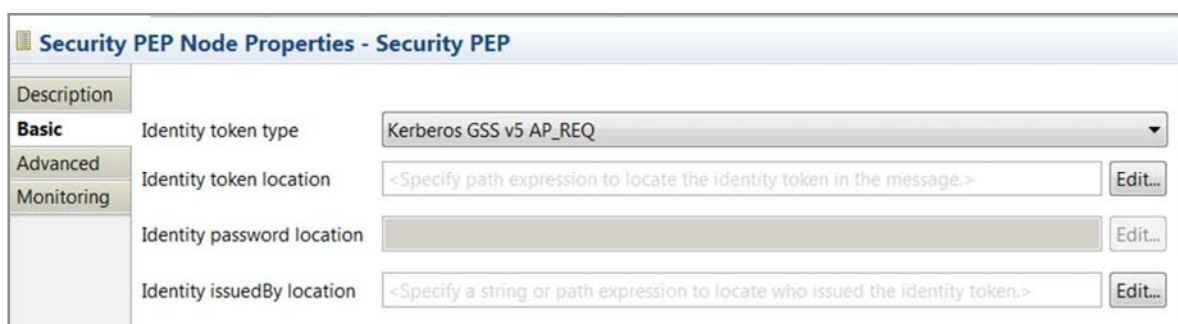 Security PEP Node Properties - Security PEP
Description
Basic
Advanced
Monitoring
Identity token type
Kerberos GSS v5 AP_REQ
Identity token location
<Specify path expression to locate the identity token in the message.>
Edit...
Identity password location
Edit...
Identity issuedBy location
<Specify a string or path expression to locate who issued the identity token.>
Edit...